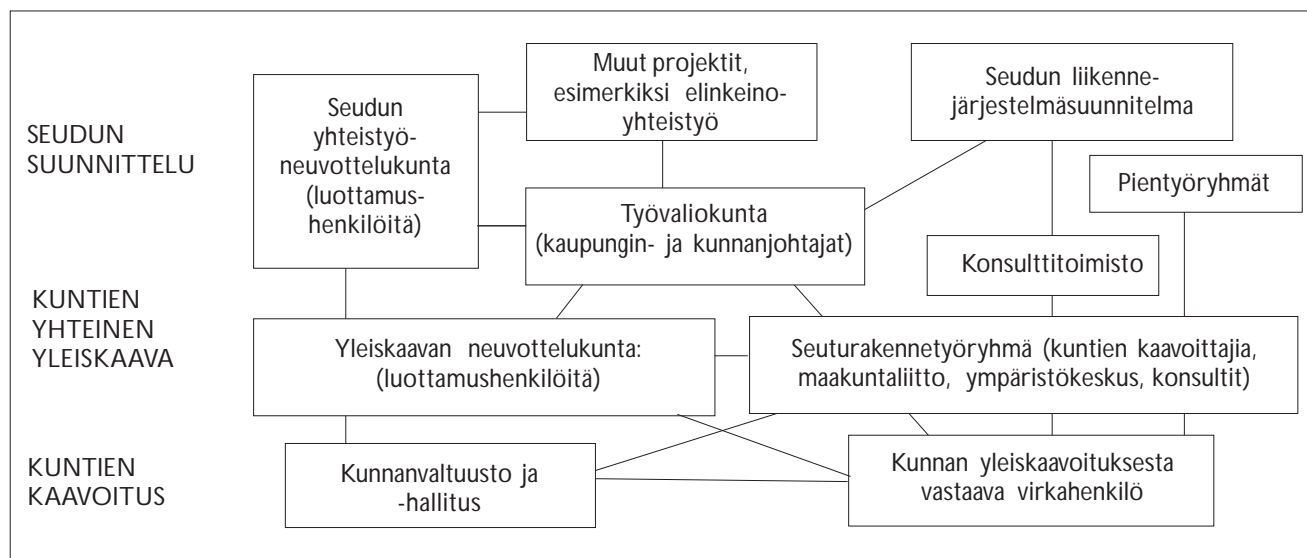 SEUDUN
SUUNNITTELU
Seudun
yhteistyö-
neuvottelukunta
(luottamus-
henkilöitä)
Muut projektit,
esimerkiksi elinkeino-
yhteistyö
Seudun liikenne-
järjestelmäsuunnitelma
Pientyöryhmät
Työvaliokunta
(kaupungin- ja kunnanjohtajat)
Konsulttitoimisto
KUNTIEN
YHTEINEN
YLEISKAAVA
Yleiskaavan neuvottelukunta:
(luottamushenkilöitä)
Seuturakennetyöryhmä (kuntien kaavoittajia,
maakuntaliitto, ympäristökeskus, konsultit)
KUNTIEN
KAAVOITUS
Kunnanvaltuusto ja
-hallitus
Kunnan yleiskaavoituksesta
vastaava virkahenkilö